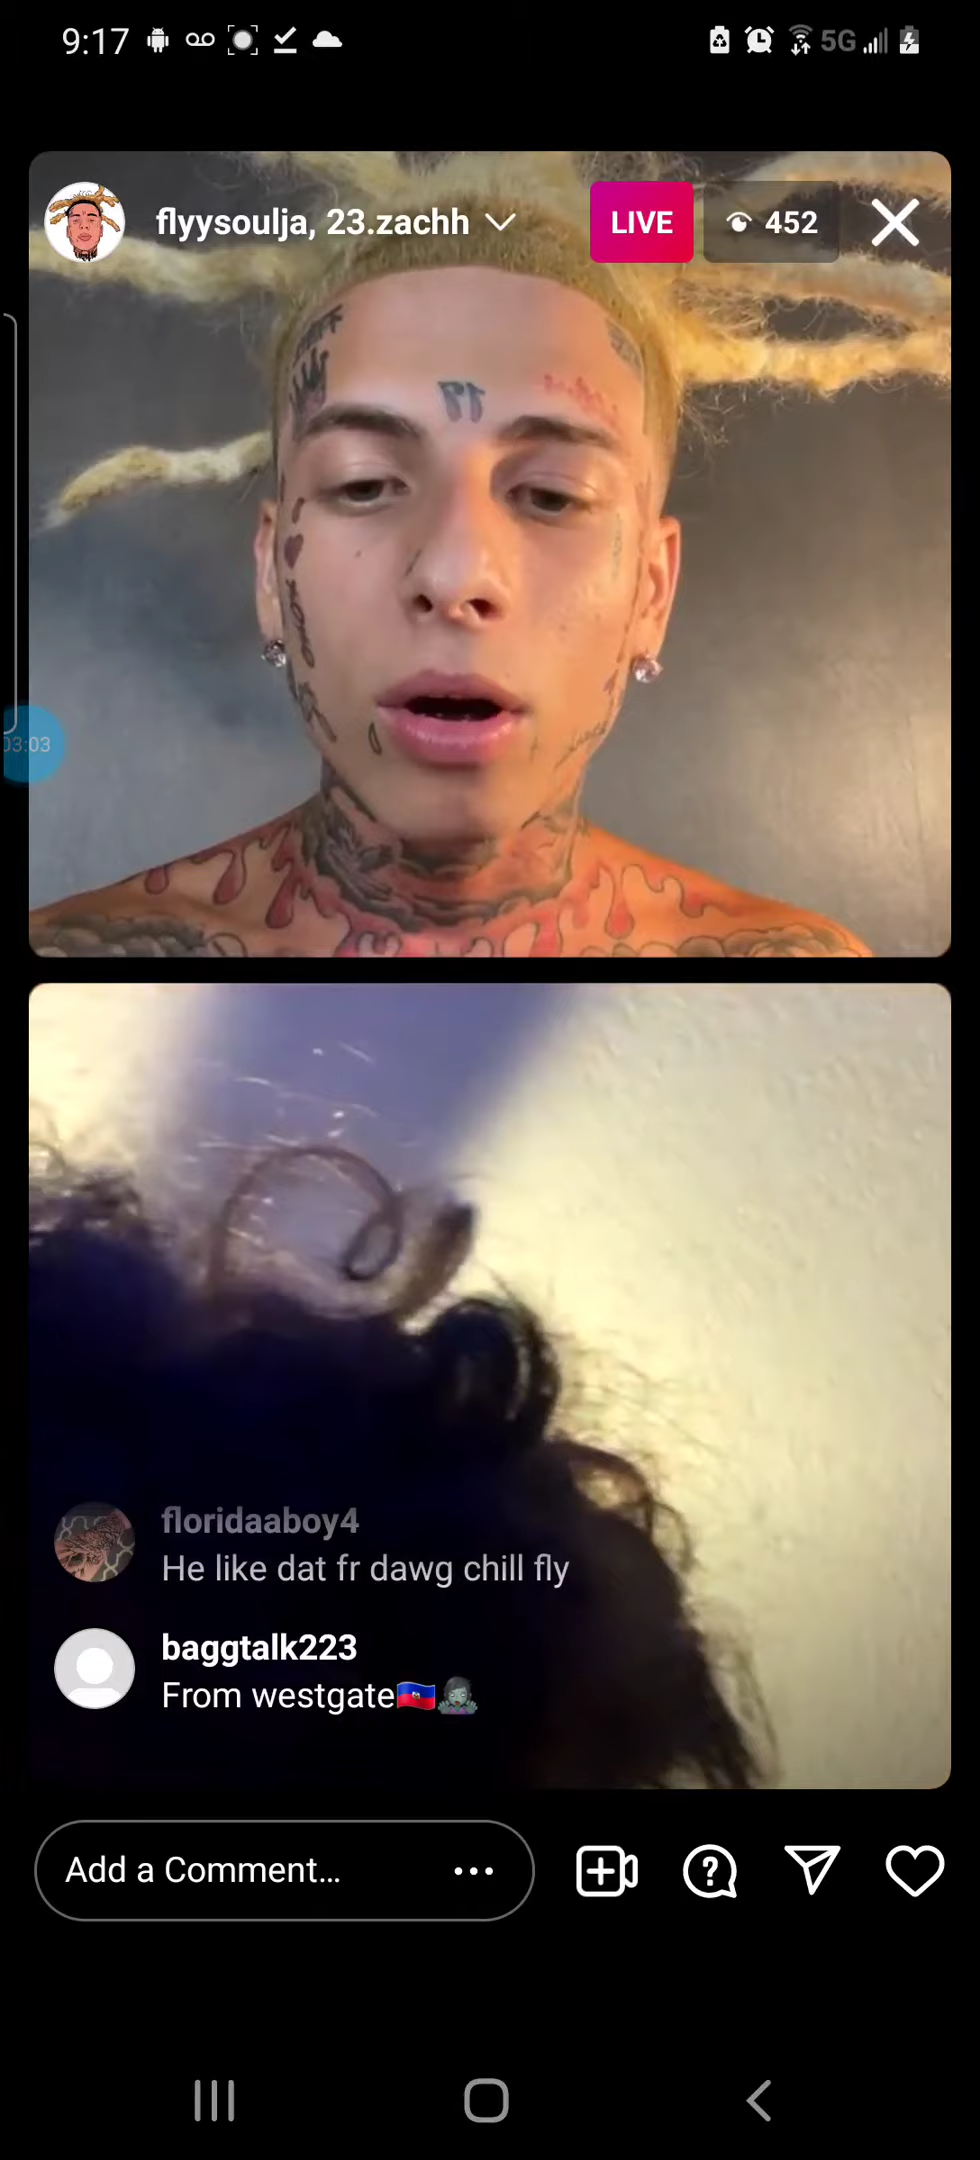 9:17
5G
flyysoulja, 23.zachh
LIVE
452
17
03:03
floridaaboy4
He like dat fr dawg chill fly
baggtalk223
From westgate🇭🇹🧟‍♀️
Add a Comment...